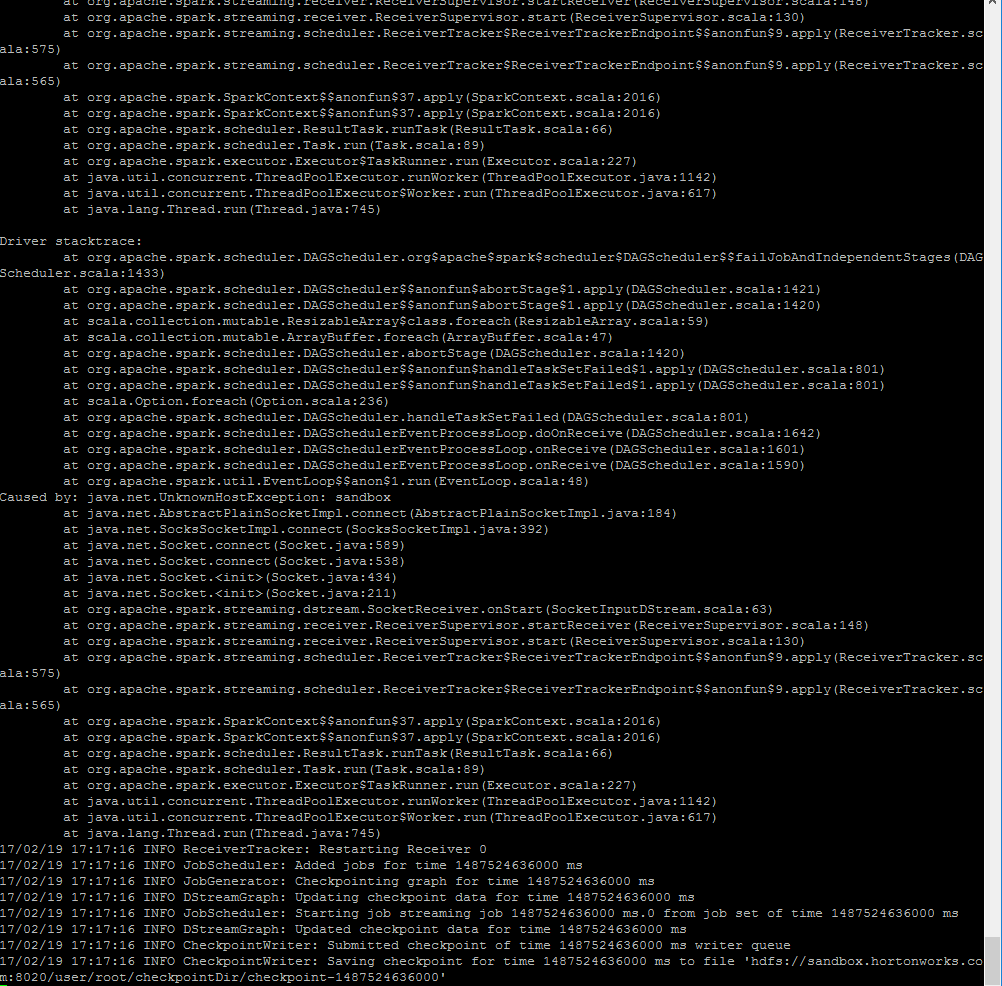 at org.apache.spark.streaming.receiver.ReceiverSupervisor.startReceiver(ReceiverSupervisor.scala:148)
        at org.apache.spark.streaming.receiver.ReceiverSupervisor.start(ReceiverSupervisor.scala:130)
        at org.apache.spark.streaming.scheduler.ReceiverTracker$ReceiverTrackerEndpoint$$anonfun$9.apply(ReceiverTracker.sc
ala:575)
        at org.apache.spark.streaming.scheduler.ReceiverTracker$ReceiverTrackerEndpoint$$anonfun$9.apply(ReceiverTracker.sc
ala:565)
        at org.apache.spark.SparkContext$$anonfun$37.apply(SparkContext.scala:2016)
        at org.apache.spark.SparkContext$$anonfun$37.apply(SparkContext.scala:2016)
        at org.apache.spark.scheduler.ResultTask.runTask(ResultTask.scala:66)
        at org.apache.spark.scheduler.Task.run(Task.scala:89)
        at org.apache.spark.executor.Executor$TaskRunner.run(Executor.scala:227)
        at java.util.concurrent.ThreadPoolExecutor.runWorker(ThreadPoolExecutor.java:1142)
        at java.util.concurrent.ThreadPoolExecutor$Worker.run(ThreadPoolExecutor.java:617)
        at java.lang.Thread.run(Thread.java:745)

Driver stacktrace:
        at org.apache.spark.scheduler.DAGScheduler.org$apache$spark$scheduler$DAGScheduler$$failJobAndIndependentStages(DAG
Scheduler.scala:1433)
        at org.apache.spark.scheduler.DAGScheduler$$anonfun$abortStage$1.apply(DAGScheduler.scala:1421)
        at org.apache.spark.scheduler.DAGScheduler$$anonfun$abortStage$1.apply(DAGScheduler.scala:1420)
        at scala.collection.mutable.ResizableArray$class.foreach(ResizableArray.scala:59)
        at scala.collection.mutable.ArrayBuffer.foreach(ArrayBuffer.scala:47)
        at org.apache.spark.scheduler.DAGScheduler.abortStage(DAGScheduler.scala:1420)
        at org.apache.spark.scheduler.DAGScheduler$$anonfun$handleTaskSetFailed$1.apply(DAGScheduler.scala:801)
        at org.apache.spark.scheduler.DAGScheduler$$anonfun$handleTaskSetFailed$1.apply(DAGScheduler.scala:801)
        at scala.Option.foreach(Option.scala:236)
        at org.apache.spark.scheduler.DAGScheduler.handleTaskSetFailed(DAGScheduler.scala:801)
        at org.apache.spark.scheduler.DAGSchedulerEventProcessLoop.doOnReceive(DAGScheduler.scala:1642)
        at org.apache.spark.scheduler.DAGSchedulerEventProcessLoop.onReceive(DAGScheduler.scala:1601)
        at org.apache.spark.scheduler.DAGSchedulerEventProcessLoop.onReceive(DAGScheduler.scala:1590)
        at org.apache.spark.util.EventLoop$$anon$1.run(EventLoop.scala:48)
Caused by: java.net.UnknownHostException: sandbox
        at java.net.AbstractPlainSocketImpl.connect(AbstractPlainSocketImpl.java:184)
        at java.net.SocksSocketImpl.connect(SocksSocketImpl.java:392)
        at java.net.Socket.connect(Socket.java:589)
        at java.net.Socket.connect(Socket.java:538)
        at java.net.Socket.<init>(Socket.java:434)
        at java.net.Socket.<init>(Socket.java:211)
        at org.apache.spark.streaming.dstream.SocketReceiver.onStart(SocketInputDStream.scala:63)
        at org.apache.spark.streaming.receiver.ReceiverSupervisor.startReceiver(ReceiverSupervisor.scala:148)
        at org.apache.spark.streaming.receiver.ReceiverSupervisor.start(ReceiverSupervisor.scala:130)
        at org.apache.spark.streaming.scheduler.ReceiverTracker$ReceiverTrackerEndpoint$$anonfun$9.apply(ReceiverTracker.sc
ala:575)
        at org.apache.spark.streaming.scheduler.ReceiverTracker$ReceiverTrackerEndpoint$$anonfun$9.apply(ReceiverTracker.sc
ala:565)
        at org.apache.spark.SparkContext$$anonfun$37.apply(SparkContext.scala:2016)
        at org.apache.spark.SparkContext$$anonfun$37.apply(SparkContext.scala:2016)
        at org.apache.spark.scheduler.ResultTask.runTask(ResultTask.scala:66)
        at org.apache.spark.scheduler.Task.run(Task.scala:89)
        at org.apache.spark.executor.Executor$TaskRunner.run(Executor.scala:227)
        at java.util.concurrent.ThreadPoolExecutor.runWorker(ThreadPoolExecutor.java:1142)
        at java.util.concurrent.ThreadPoolExecutor$Worker.run(ThreadPoolExecutor.java:617)
        at java.lang.Thread.run(Thread.java:745)
17/02/19 17:17:16 INFO ReceiverTracker: Restarting Receiver 0
17/02/19 17:17:16 INFO JobScheduler: Added jobs for time 1487524636000 ms
17/02/19 17:17:16 INFO JobGenerator: Checkpointing graph for time 1487524636000 ms
17/02/19 17:17:16 INFO DStreamGraph: Updating checkpoint data for time 1487524636000 ms
17/02/19 17:17:16 INFO JobScheduler: Starting job streaming job 1487524636000 ms.0 from job set of time 1487524636000 ms
17/02/19 17:17:16 INFO DStreamGraph: Updated checkpoint data for time 1487524636000 ms
17/02/19 17:17:16 INFO CheckpointWriter: Submitted checkpoint of time 1487524636000 ms writer queue
17/02/19 17:17:16 INFO CheckpointWriter: Saving checkpoint for time 1487524636000 ms to file 'hdfs://sandbox.hortonworks.co
m:8020/user/root/checkpointDir/checkpoint-1487524636000'